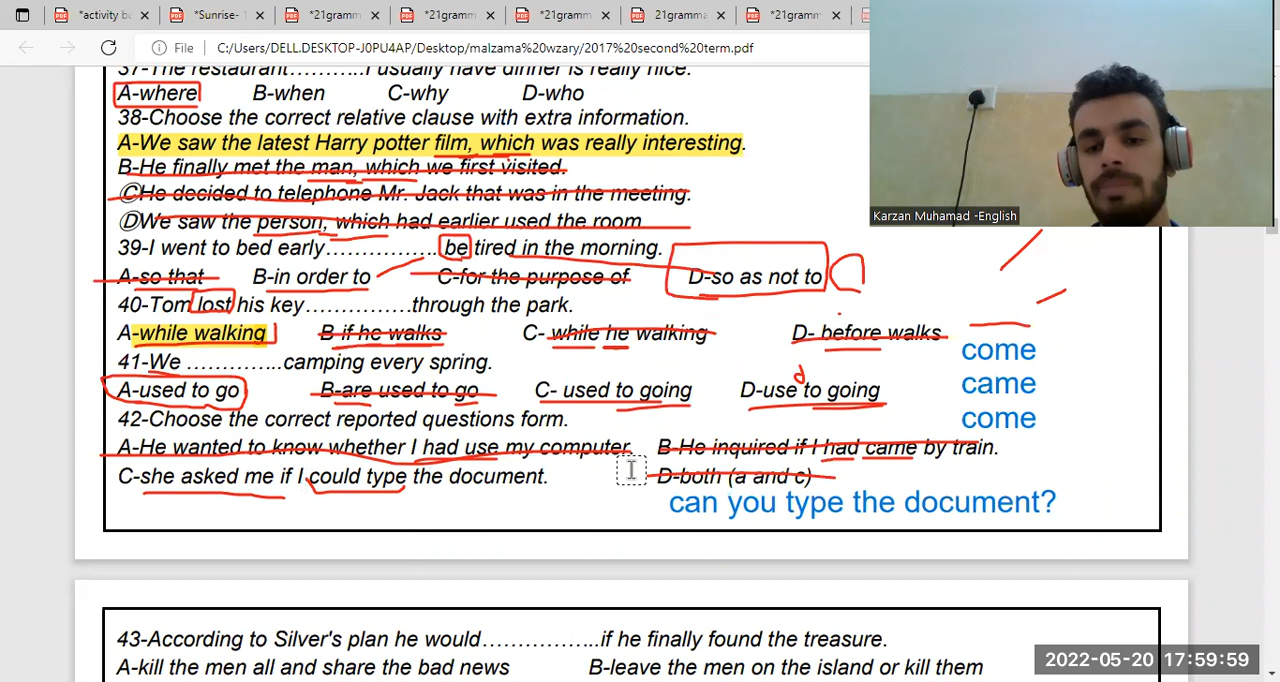 *activity b
*Sunrise-
*21gramm
*21gramm
*21gramm
21gramma
*21gramm
File C:/Users/DELL.DESKTOP-J0PU4AP/Desktop/malzama%20wzary/2017%20second%20term.pdf
37-The restaurant………..I usually have dinner is really nice.
A-where B-when C-why D-who
38-Choose the correct relative clause with extra information.
A-We saw the latest Harry potter film, which was really interesting.
B-He finally met the man, which we first visited.
ⒸHe decided to telephone Mr. Jack that was in the meeting.
ⒹWe saw the person, which had earlier used the room
39-I went to bed early…………….. be tired in the morning.
A-so that B-in order to C-for the purpose of D-so as not to
40-Tom lost his key……………through the park.
A-while walking B-if he walks C- while he walking D- before walks
41-We …………..camping every spring.
d
A-used to go B-are used to go C- used to going D-use to going
come
came
come
42-Choose the correct reported questions form.
A-He wanted to know whether I had use my computer. B-He inquired if I had came by train.
C-she asked me if I could type the document. D-both (a and c)
can you type the document?
43-According to Silver's plan he would……………..if he finally found the treasure.
A-kill the men all and share the bad news B-leave the men on the island or kill them
Karzan Muhamad -English
2022-05-20 17:59:59